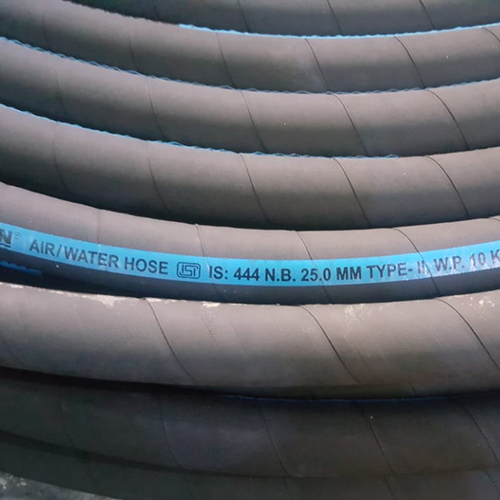 N® AIR/WATER HOSE ISI IS: 444 N.B. 25.0 MM TYPE- II, W.P. 10 K